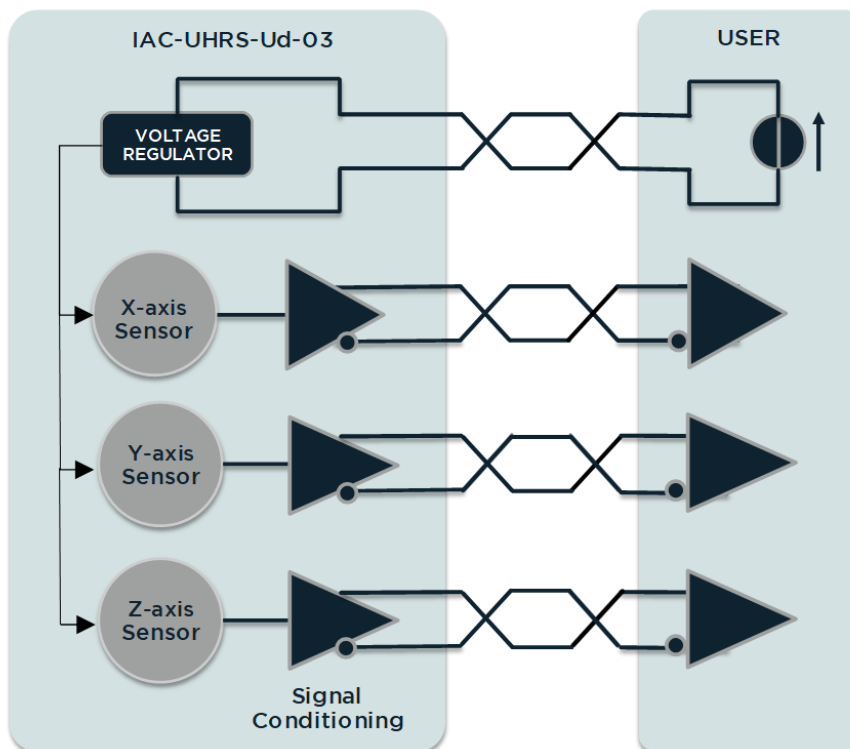 IAC-UHRS-Ud-03
USER
VOLTAGE
REGULATOR
X-axis
Sensor
Y-axis
Sensor
Z-axis
Sensor
Signal
Conditioning